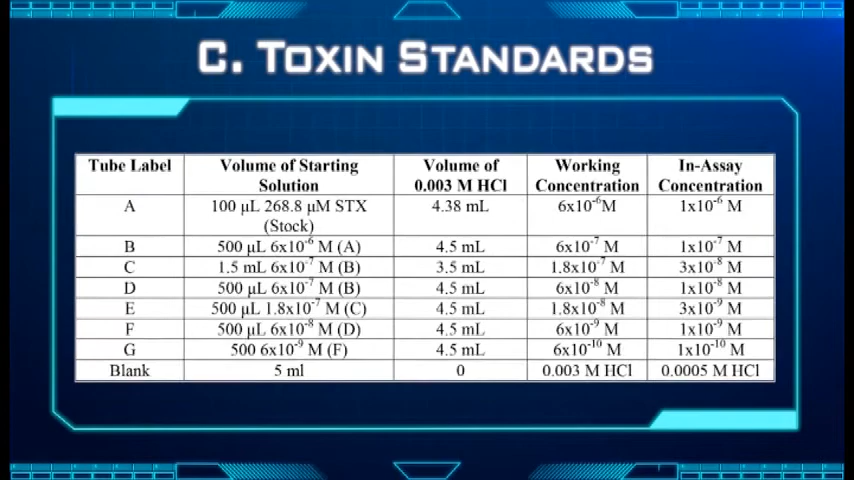 C. TOXIN STANDARDS
Tube Label Volume of Starting Solution Volume of 0.003 M HCl Working Concentration In-Assay Concentration
A 100 µL 268.8 µM STX (Stock) 4.38 mL 6x10⁻⁶M 1x10⁻⁶ M
B 500 µL 6x10⁻⁶ M (A) 4.5 mL 6x10⁻⁷ M 1x10⁻⁷ M
C 1.5 mL 6x10⁻⁷ M (B) 3.5 mL 1.8x10⁻⁷ M 3x10⁻⁸ M
D 500 µL 6x10⁻⁷ M (B) 4.5 mL 6x10⁻⁸ M 1x10⁻⁸ M
E 500 µL 1.8x10⁻⁷ M (C) 4.5 mL 1.8x10⁻⁸ M 3x10⁻⁹ M
F 500 µL 6x10⁻⁸ M (D) 4.5 mL 6x10⁻⁹ M 1x10⁻⁹ M
G 500 6x10⁻⁹ M (F) 4.5 mL 6x10⁻¹⁰ M 1x10⁻¹⁰ M
Blank 5 ml 0 0.003 M HCl 0.0005 M HCl